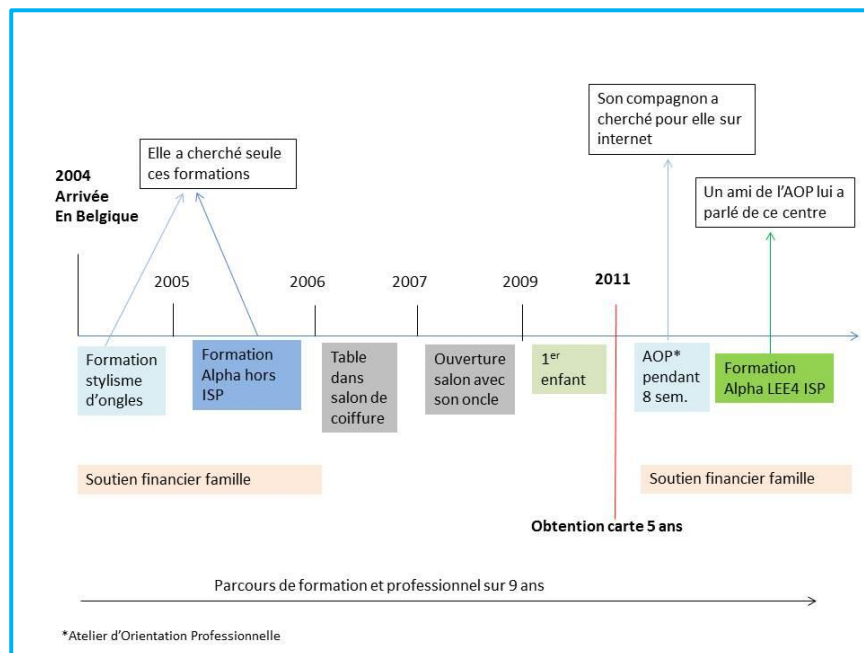 Son compagnon a
cherché pour elle sur
internet
Elle a cherché seule
ces formations
2004
Arrivée
En Belgique
Un ami de l'AOP lui a
parlé de ce centre
2005
2006
2007
2009
2011
Formation
stylisme
d'ongles
Formation
Alpha hors
ISP
Table
dans
salon de
coiffure
Ouverture
salon avec
son oncle
1er
enfant
AOP*
pendant
8 sem.
Formation
Alpha LEE4 ISP
Soutien financier famille
Soutien financier famille
Obtention carte 5 ans
Parcours de formation et professionnel sur 9 ans
*Atelier d'Orientation Professionnelle